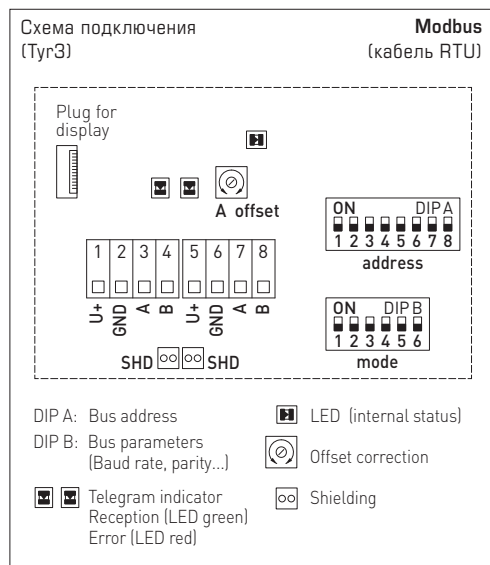 Схема подключения
(Tyr3)
Modbus
(кабель RTU)
Plug for
display
A offset
ON DIP A
1 2 3 4 5 6 7 8
address
1 2 3 4 5 6 7 8
U+ GND A B U+ GND A B
ON DIP B
1 2 3 4 5 6
mode
SHD SHD
DIP A: Bus address
DIP B: Bus parameters
(Baud rate, parity...)
Telegram indicator
Reception (LED green)
Error (LED red)
LED (internal status)
Offset correction
Shielding